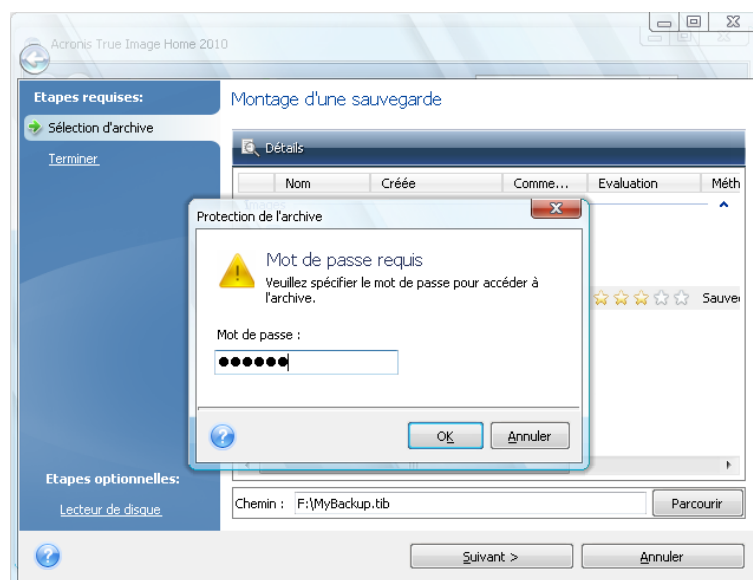 Acronis True Image Home 2010
Etapes requises:
Sélection d'archive
Terminer
Montage d'une sauvegarde
Détails
Nom Créée Comme... Evaluation Méth
Images
Protection de l'archive
Mot de passe requis
Veuillez spécifier le mot de passe pour accéder à
l'archive.
Mot de passe :
OK Annuler
Sauve
Etapes optionnelles:
Lecteur de disque
Chemin : F:\MyBackup.tib Parcourir
Suivant > Annuler